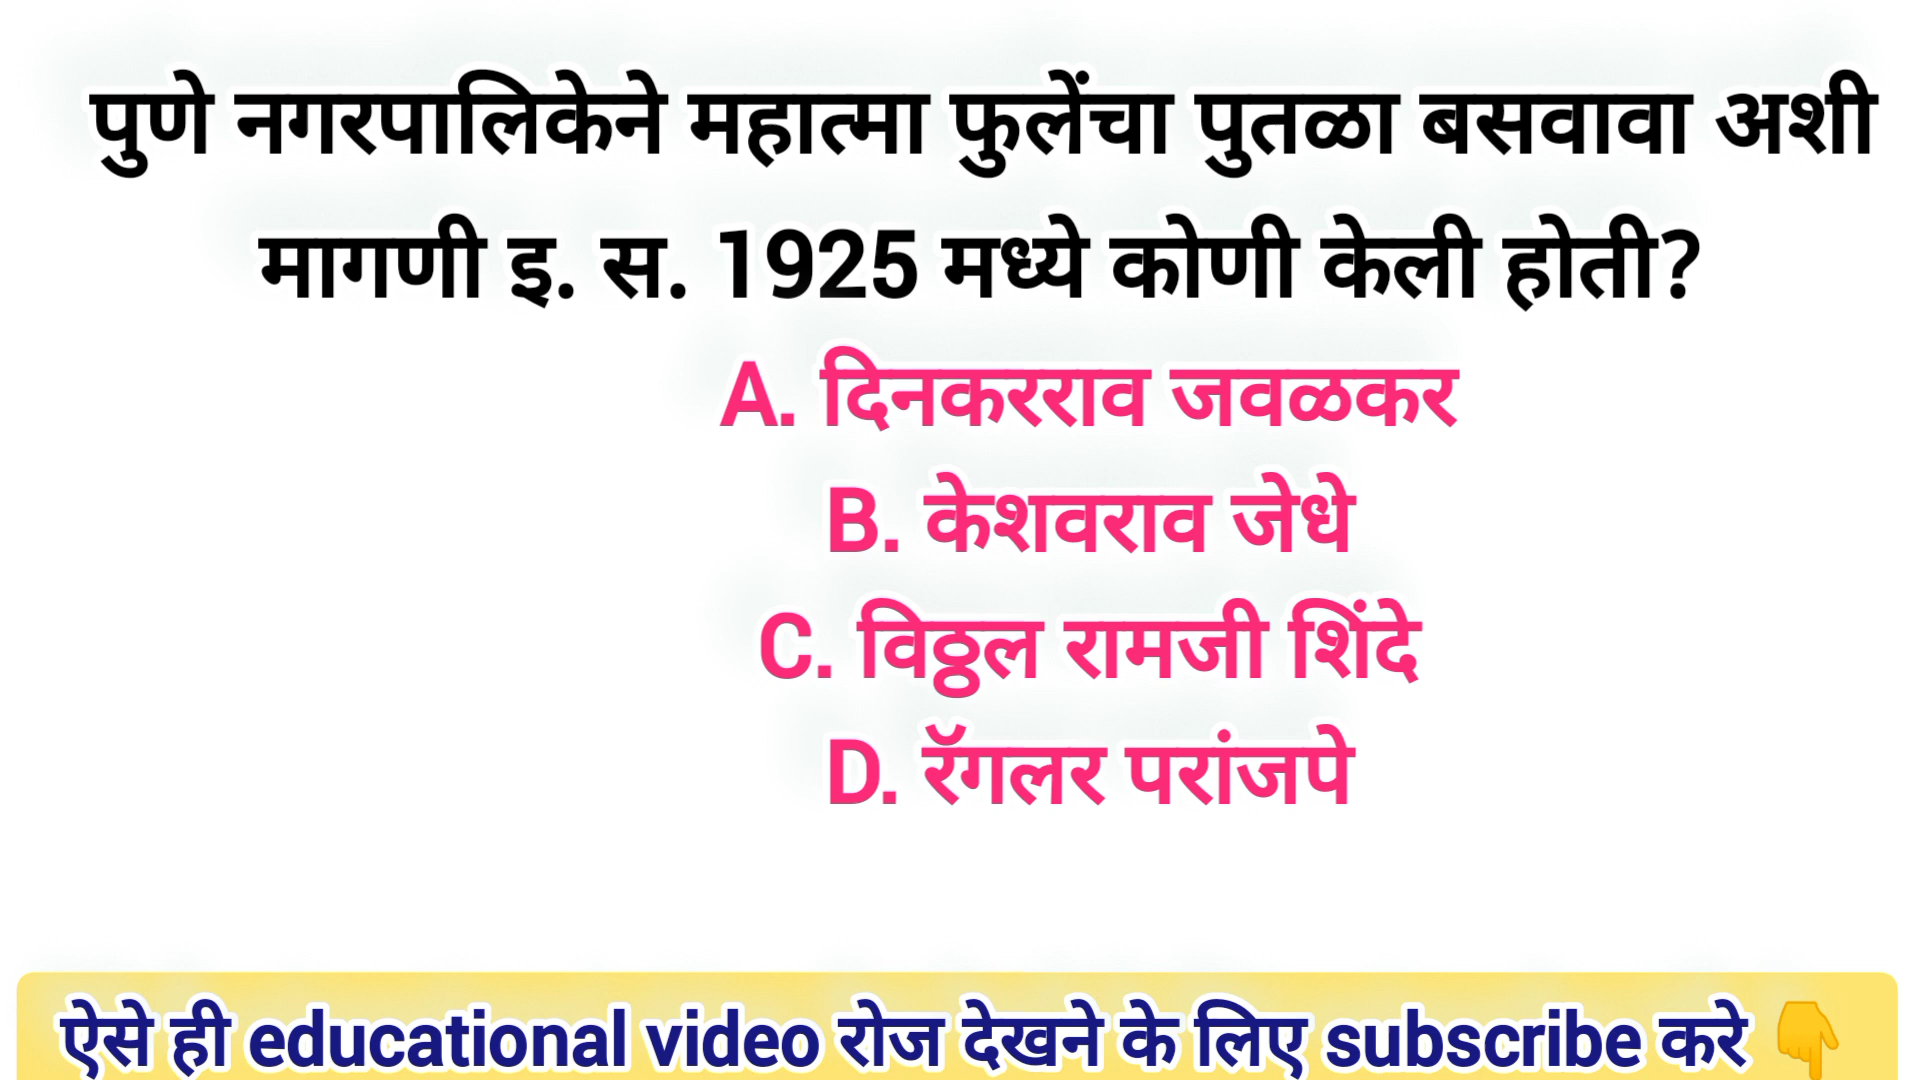 पुणे नगरपालिकेने महात्मा फुलेंचा पुतळा बसवावा अशी
मागणी इ. स. 1925 मध्ये कोणी केली होती?
A. दिनकरराव जवळकर
B. केशवराव जेधे
C. विठ्ठल रामजी शिंदे
D. रॅगलर परांजपे
ऐसे ही educational video रोज देखने के लिए subscribe करे 👇